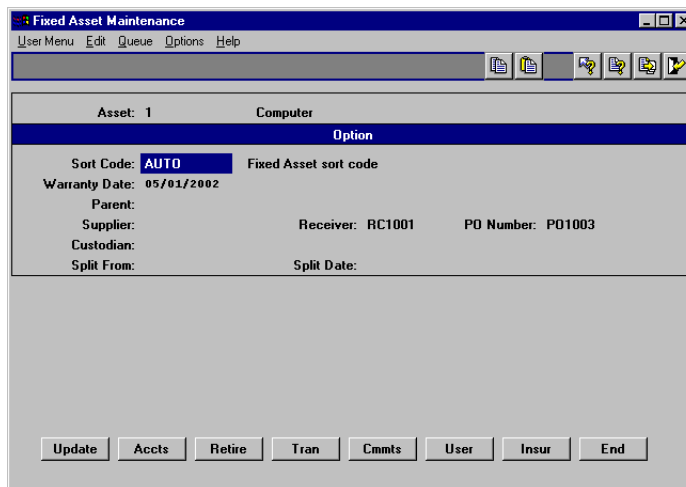 Fixed Asset Maintenance
User Menu Edit Queue Options Help
Asset: 1 Computer
Option
Sort Code: AUTO Fixed Asset sort code
Warranty Date: 05/01/2002
Parent:
Supplier: Receiver: RC1001 PO Number: PO1003
Custodian:
Split From: Split Date:
Update Accts Retire Tran Cmmts User Insur End